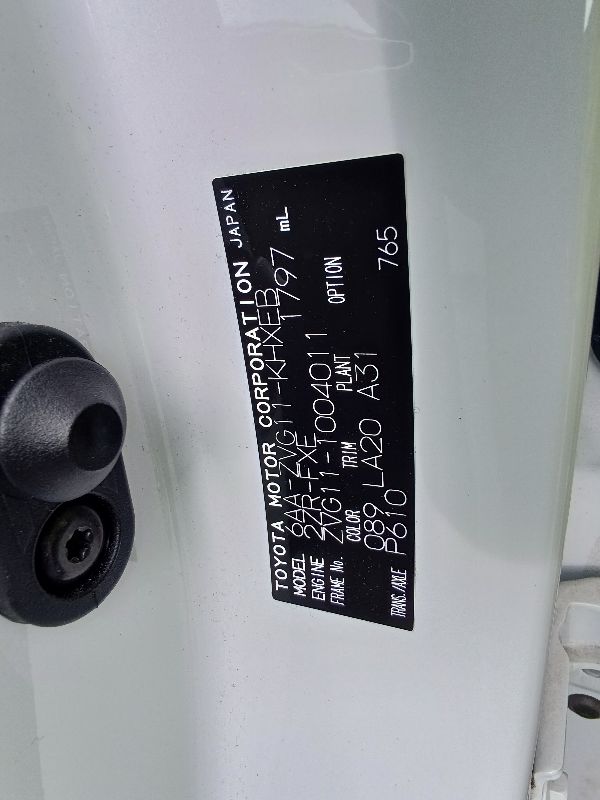 TOYOTA MOTOR CORPORATION JAPAN
MODEL 6AA-ZVG11-KHXEB
ENGINE 2ZR-FXE 1797 mL
FRAME No. ZVG11-1004011
COLOR TRIM PLANT OPTION
089 LA20 A31
TRANS./AXLE P610 765